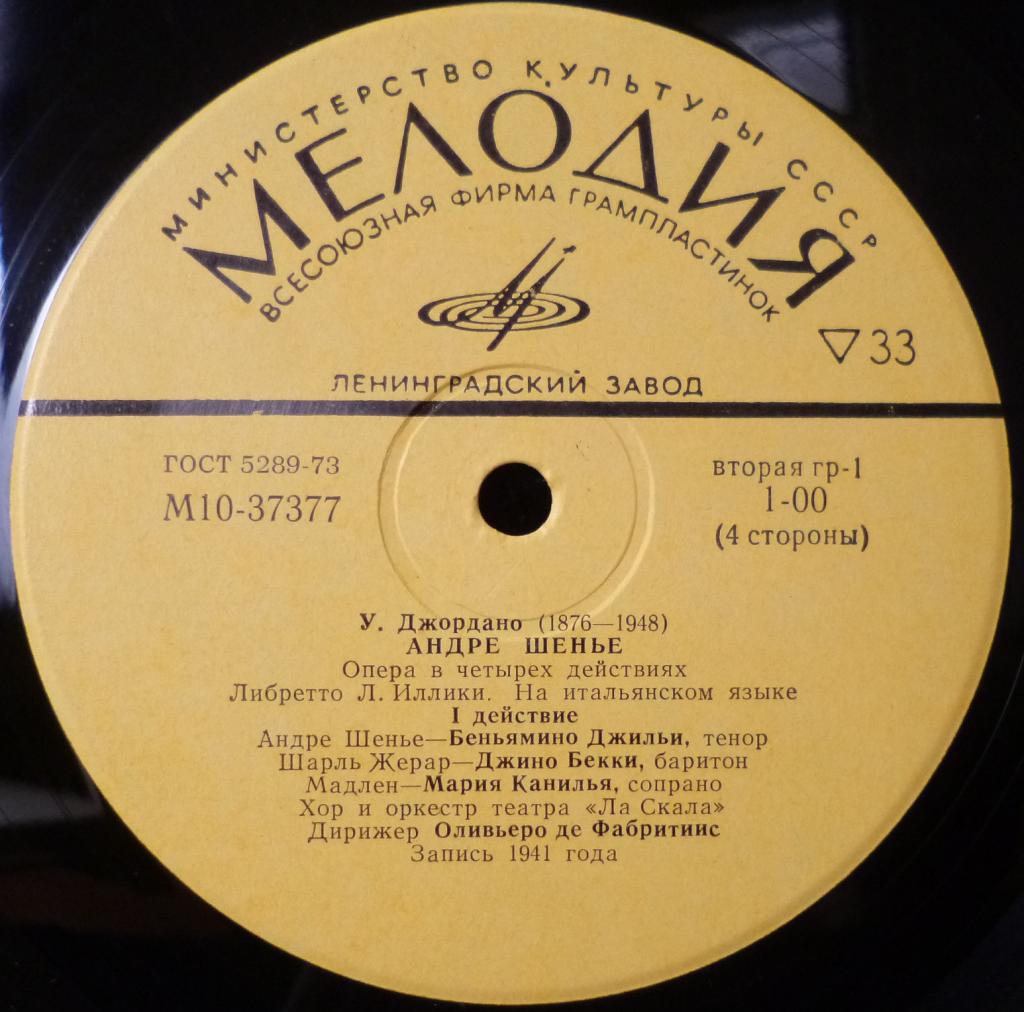 МИНИСТЕРСТВО КУЛЬТУРЫ СССР
МЕЛОДИЯ
ВСЕСОЮЗНАЯ ФИРМА ГРАМПЛАСТИНОК
▽ 33
ЛЕНИНГРАДСКИЙ ЗАВОД
ГОСТ 5289-73
М10-37377
вторая гр-1
1-00
(4 стороны)
У. Джордано (1876—1948)
АНДРЕ ШЕНЬЕ
Опера в четырех действиях
Либретто Л. Иллики. На итальянском языке
I действие
Андре Шенье—Беньямино Джильи, тенор
Шарль Жерар—Джино Бекки, баритон
Мадлен—Мария Канилья, сопрано
Хор и оркестр театра «Ла Скала»
Дирижер Оливьеро де Фабритиис
Запись 1941 года